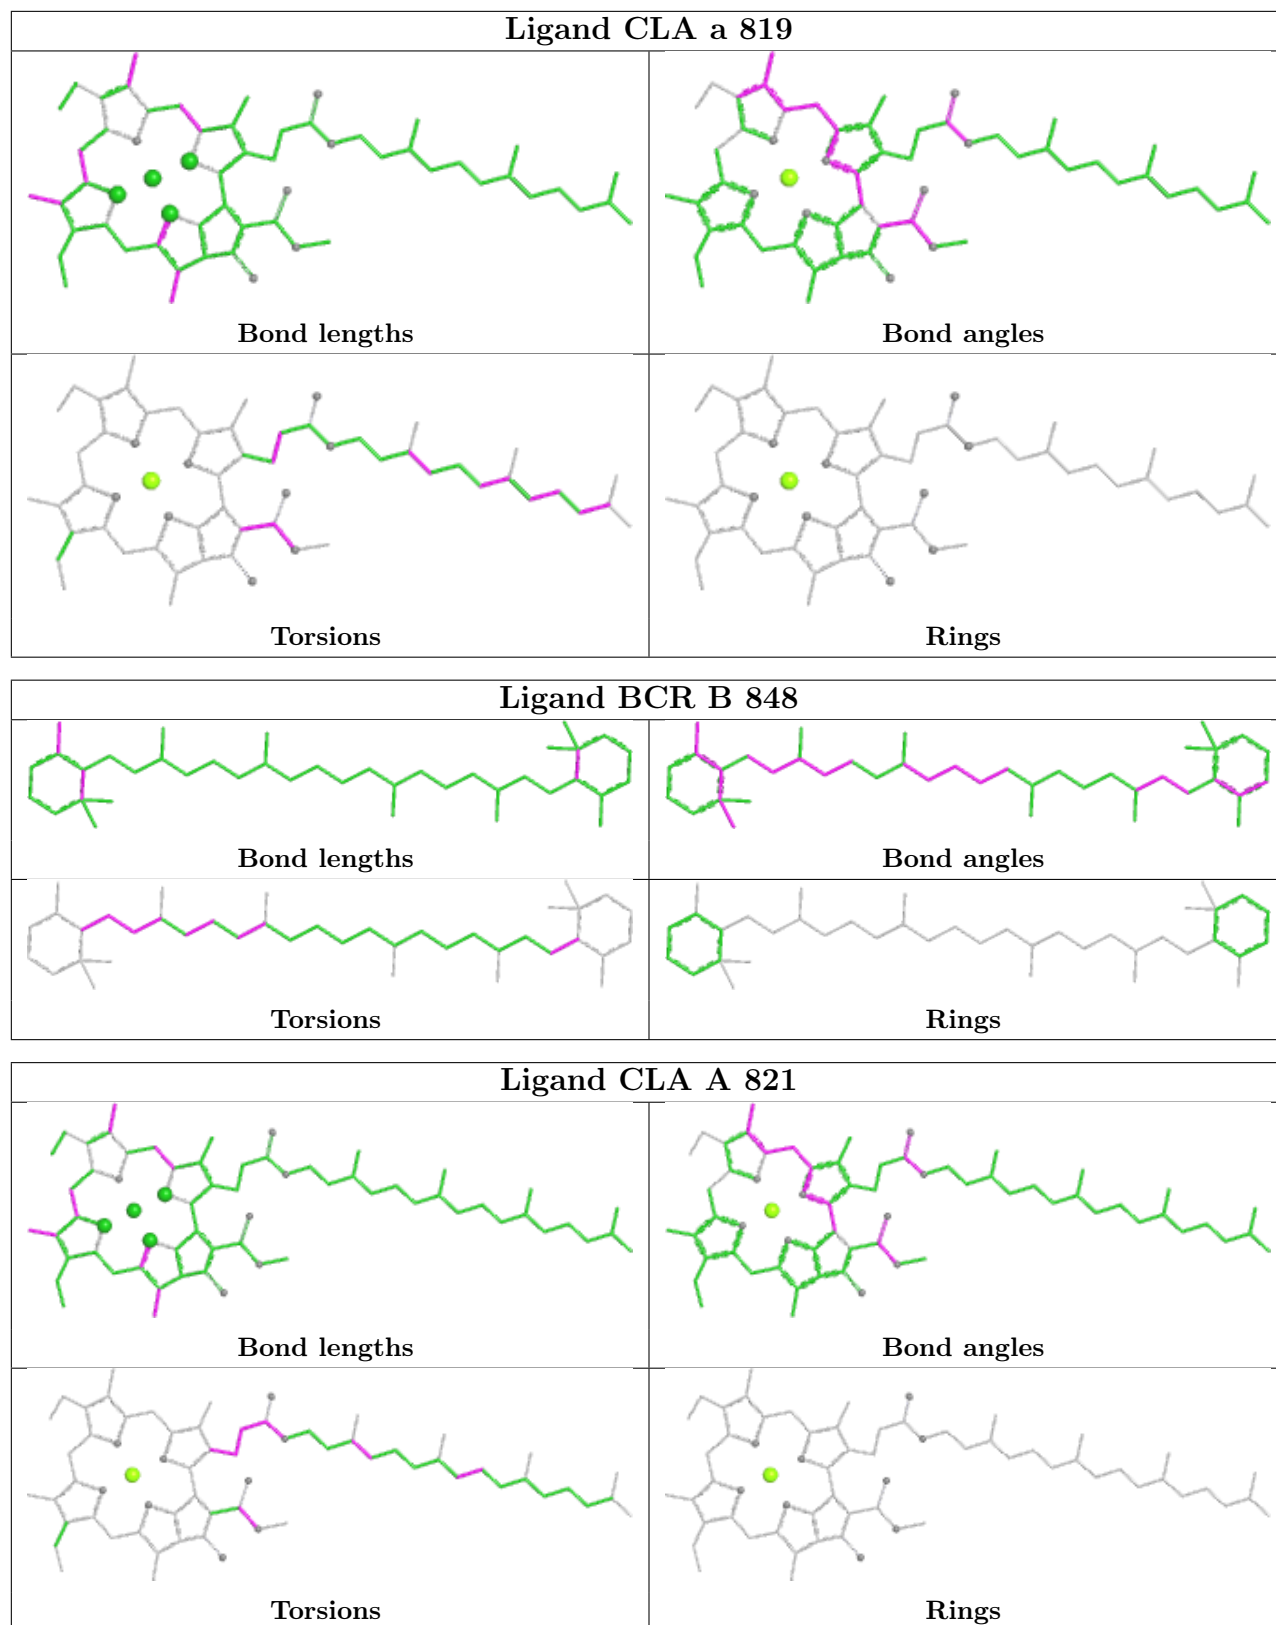 Ligand CLA a 819
Bond lengths
Bond angles
Torsions
Rings
Ligand BCR B 848
Bond lengths
Bond angles
Torsions
Rings
Ligand CLA A 821
Bond lengths
Bond angles
Torsions
Rings